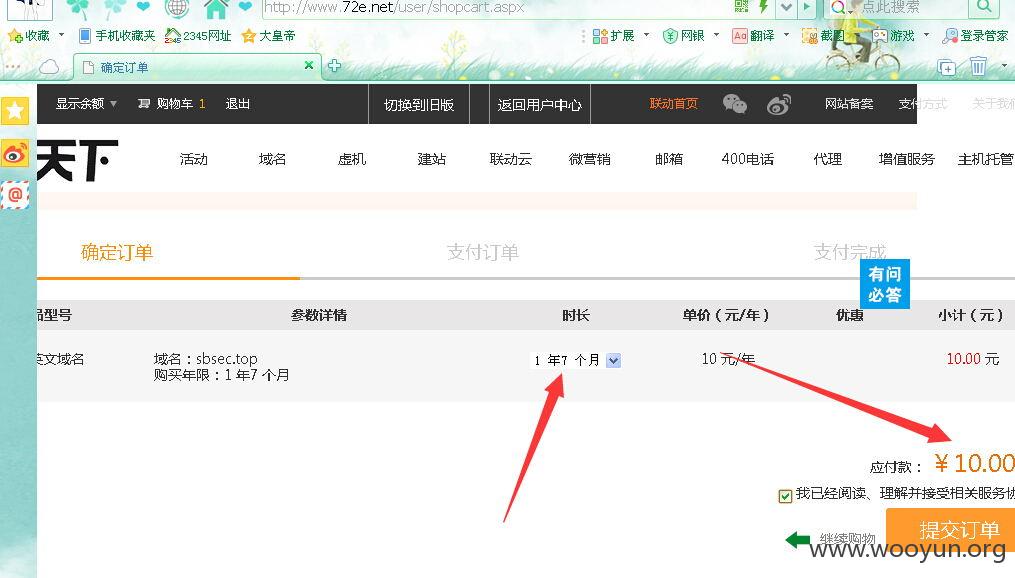 http://www.72e.net/user/shopcart.aspx
点此搜索
收藏 手机收藏夹 2345网址 大皇帝 扩展 网银 翻译 截图 游戏 登录管家
确定订单
显示余额 购物车 1 退出 切换到旧版 返回用户中心 联动首页 网站备案 支付方式 关于我们
天下
活动 域名 虚机 建站 联动云 微营销 邮箱 400电话 代理 增值服务 主机托管
确定订单 支付订单 支付完成
有问
必答
品型号 参数详情 时长 单价（元/年） 优惠 小计（元）
英文域名 域名：sbsec.top 1 年7 个月 10 元/年 10.00 元
购买年限：1 年7 个月
应付款： ￥10.00
我已经阅读、理解并接受相关服务协
继续购物 提交订单
www.wooyun.org